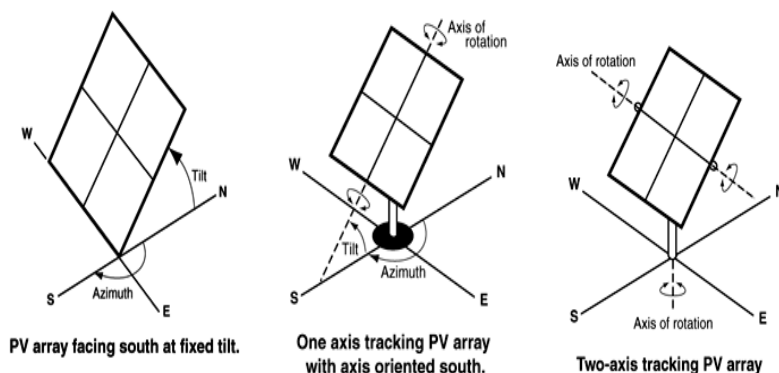 W
Tilt
N
S
Azimuth
E
PV array facing south at fixed tilt.
Axis of
rotation
W
N
Tilt
Azimuth
S
E
One axis tracking PV array
with axis oriented south.
Axis of rotation
W
N
S
E
Axis of rotation
Two-axis tracking PV array